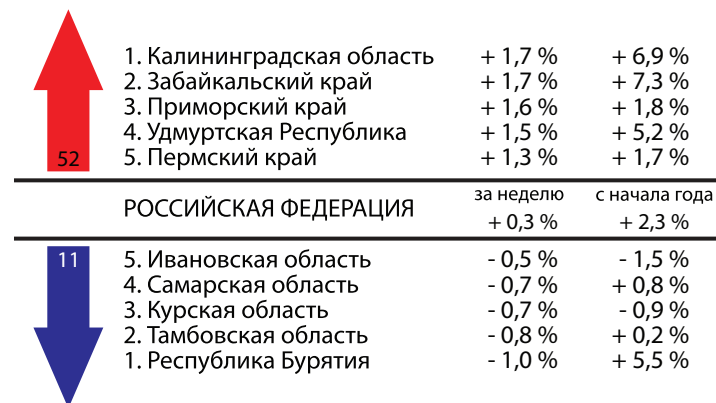 1. Калининградская область + 1,7 % + 6,9 %
2. Забайкальский край + 1,7 % + 7,3 %
3. Приморский край + 1,6 % + 1,8 %
4. Удмуртская Республика + 1,5 % + 5,2 %
52 5. Пермский край + 1,3 % + 1,7 %
за неделю с начала года
РОССИЙСКАЯ ФЕДЕРАЦИЯ + 0,3 % + 2,3 %
11 5. Ивановская область - 0,5 % - 1,5 %
4. Самарская область - 0,7 % + 0,8 %
3. Курская область - 0,7 % - 0,9 %
2. Тамбовская область - 0,8 % + 0,2 %
1. Республика Бурятия - 1,0 % + 5,5 %